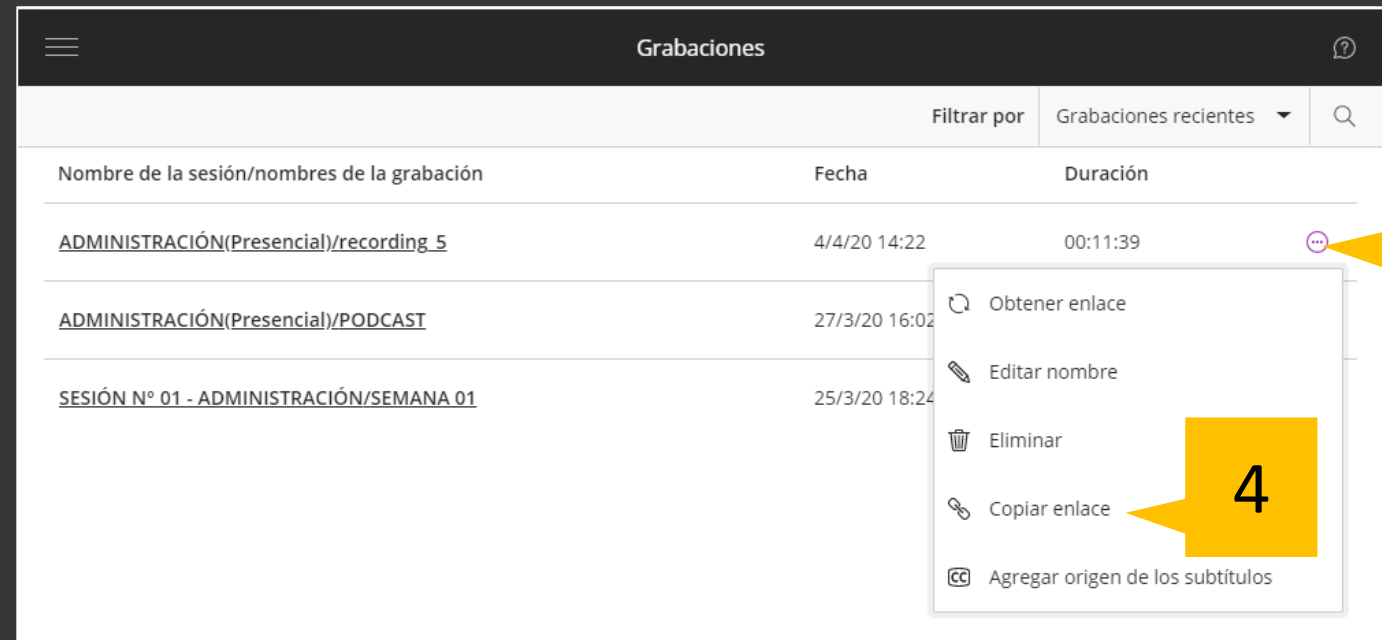 Grabaciones
Filtrar por Grabaciones recientes
Nombre de la sesión/nombres de la grabación Fecha Duración
ADMINISTRACIÓN(Presencial)/recording_5 4/4/20 14:22 00:11:39
Obtener enlace
ADMINISTRACIÓN(Presencial)/PODCAST 27/3/20 16:02
Editar nombre
SESIÓN Nº 01 - ADMINISTRACIÓN/SEMANA 01 25/3/20 18:24
Eliminar
4
Copiar enlace
CC Agregar origen de los subtítulos